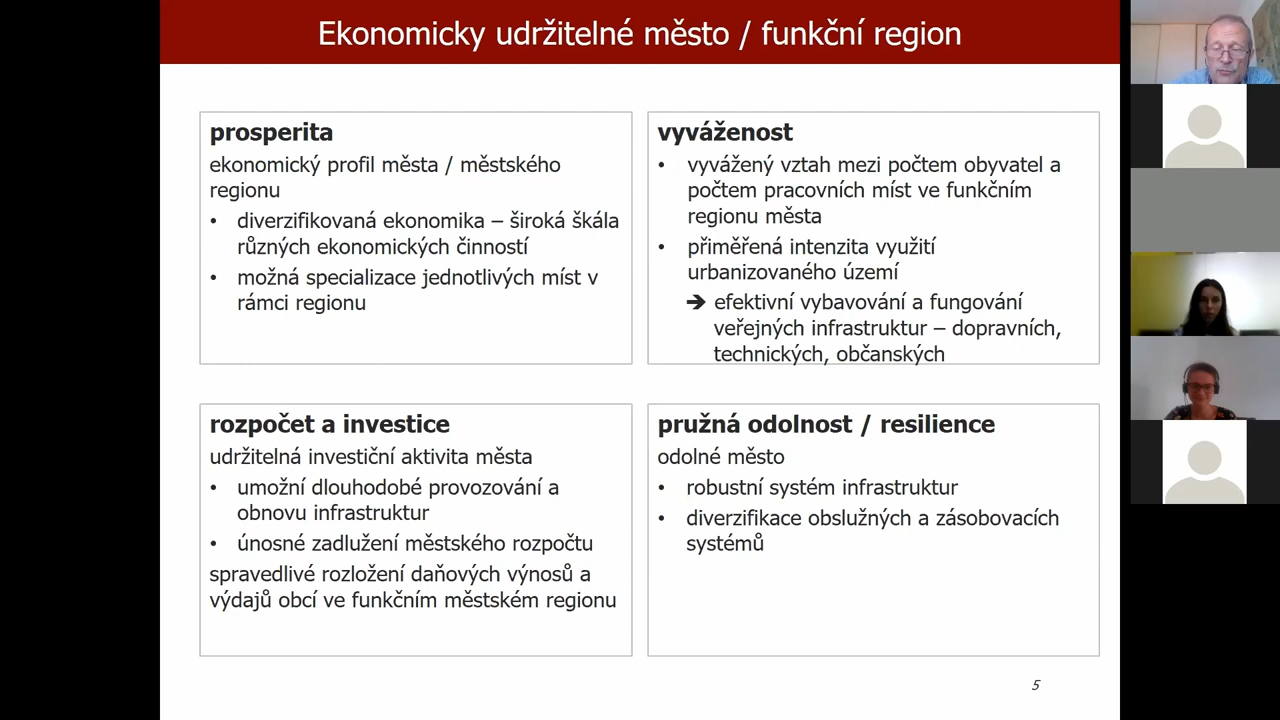 Ekonomicky udržitelné město / funkční region
prosperita
ekonomický profil města / městského
regionu
• diverzifikovaná ekonomika – široká škála
různých ekonomických činností
• možná specializace jednotlivých míst v
rámci regionu
vyváženost
• vyvážený vztah mezi počtem obyvatel a
počtem pracovních míst ve funkčním
regionu města
• přiměřená intenzita využití
urbanizovaného území
➔ efektivní vybavování a fungování
veřejných infrastruktur – dopravních,
technických, občanských
rozpočet a investice
udržitelná investiční aktivita města
• umožní dlouhodobé provozování a
obnovu infrastruktur
• únosné zadlužení městského rozpočtu
spravedlivé rozložení daňových výnosů a
výdajů obcí ve funkčním městském regionu
pružná odolnost / resilience
odolné město
• robustní systém infrastruktur
• diverzifikace obslužných a zásobovacích
systémů
5